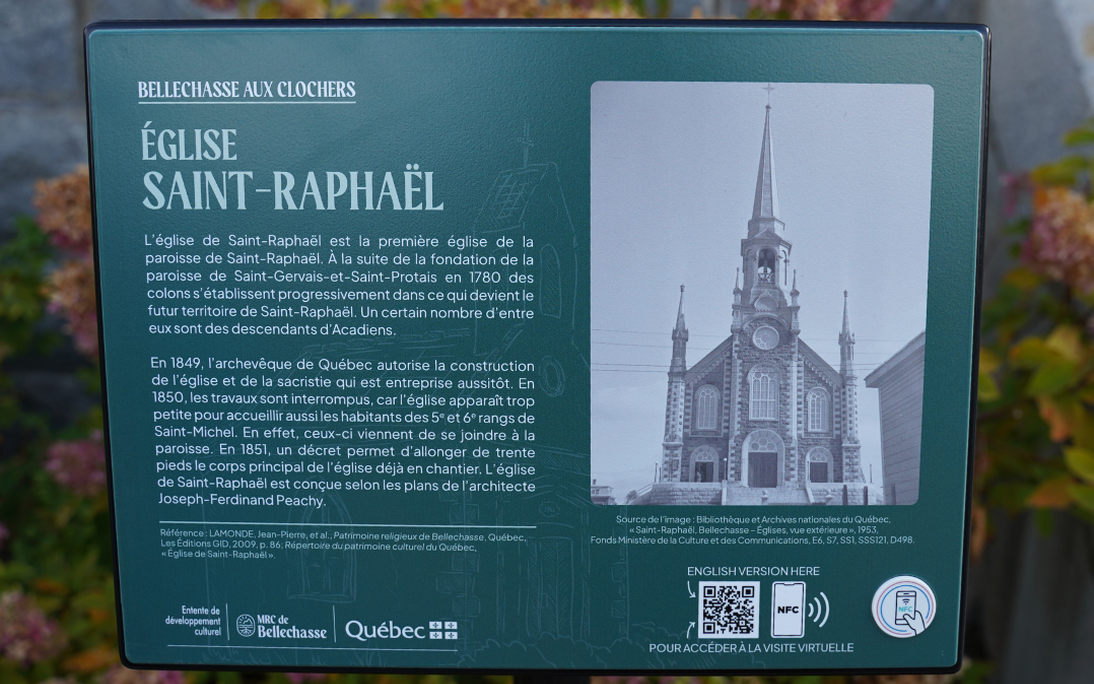 BELLECHASSE AUX CLOCHERS
ÉGLISE
SAINT-RAPHAËL
L'église de Saint-Raphaël est la première église de la
paroisse de Saint-Raphaël. À la suite de la fondation de la
paroisse de Saint-Gervais-et-Saint-Protais en 1780 des
colons s'établissent progressivement dans ce qui devient le
futur territoire de Saint-Raphaël. Un certain nombre d'entre
eux sont des descendants d'Acadiens.
En 1849, l'archevêque de Québec autorise la construction
de l'église et de la sacristie qui est entreprise aussitôt. En
1850, les travaux sont interrompus, car l'église apparaît trop
petite pour accueillir aussi les habitants des 5e et 6e rangs de
Saint-Michel. En effet, ceux-ci viennent de se joindre à la
paroisse. En 1851, un décret permet d'allonger de trente
pieds le corps principal de l'église déjà en chantier. L'église
de Saint-Raphaël est conçue selon les plans de l'architecte
Joseph-Ferdinand Peachy.
Référence : LAMONDE, Jean-Pierre, et al., Patrimoine religieux de Bellechasse, Québec,
Les Éditions GID, 2009, p. 86; Répertoire du patrimoine culturel du Québec,
« Église de Saint-Raphaël ».
Entente de
développement
culturel
MRC de
Bellechasse
Québec
Source de l'image : Bibliothèque et Archives nationales du Québec,
« Saint-Raphaël, Bellechasse – Églises, vue extérieure », 1953,
Fonds Ministère de la Culture et des Communications, E6, S7, SS1, SSS121, D498.
ENGLISH VERSION HERE
NFC
NFC
POUR ACCÉDER À LA VISITE VIRTUELLE